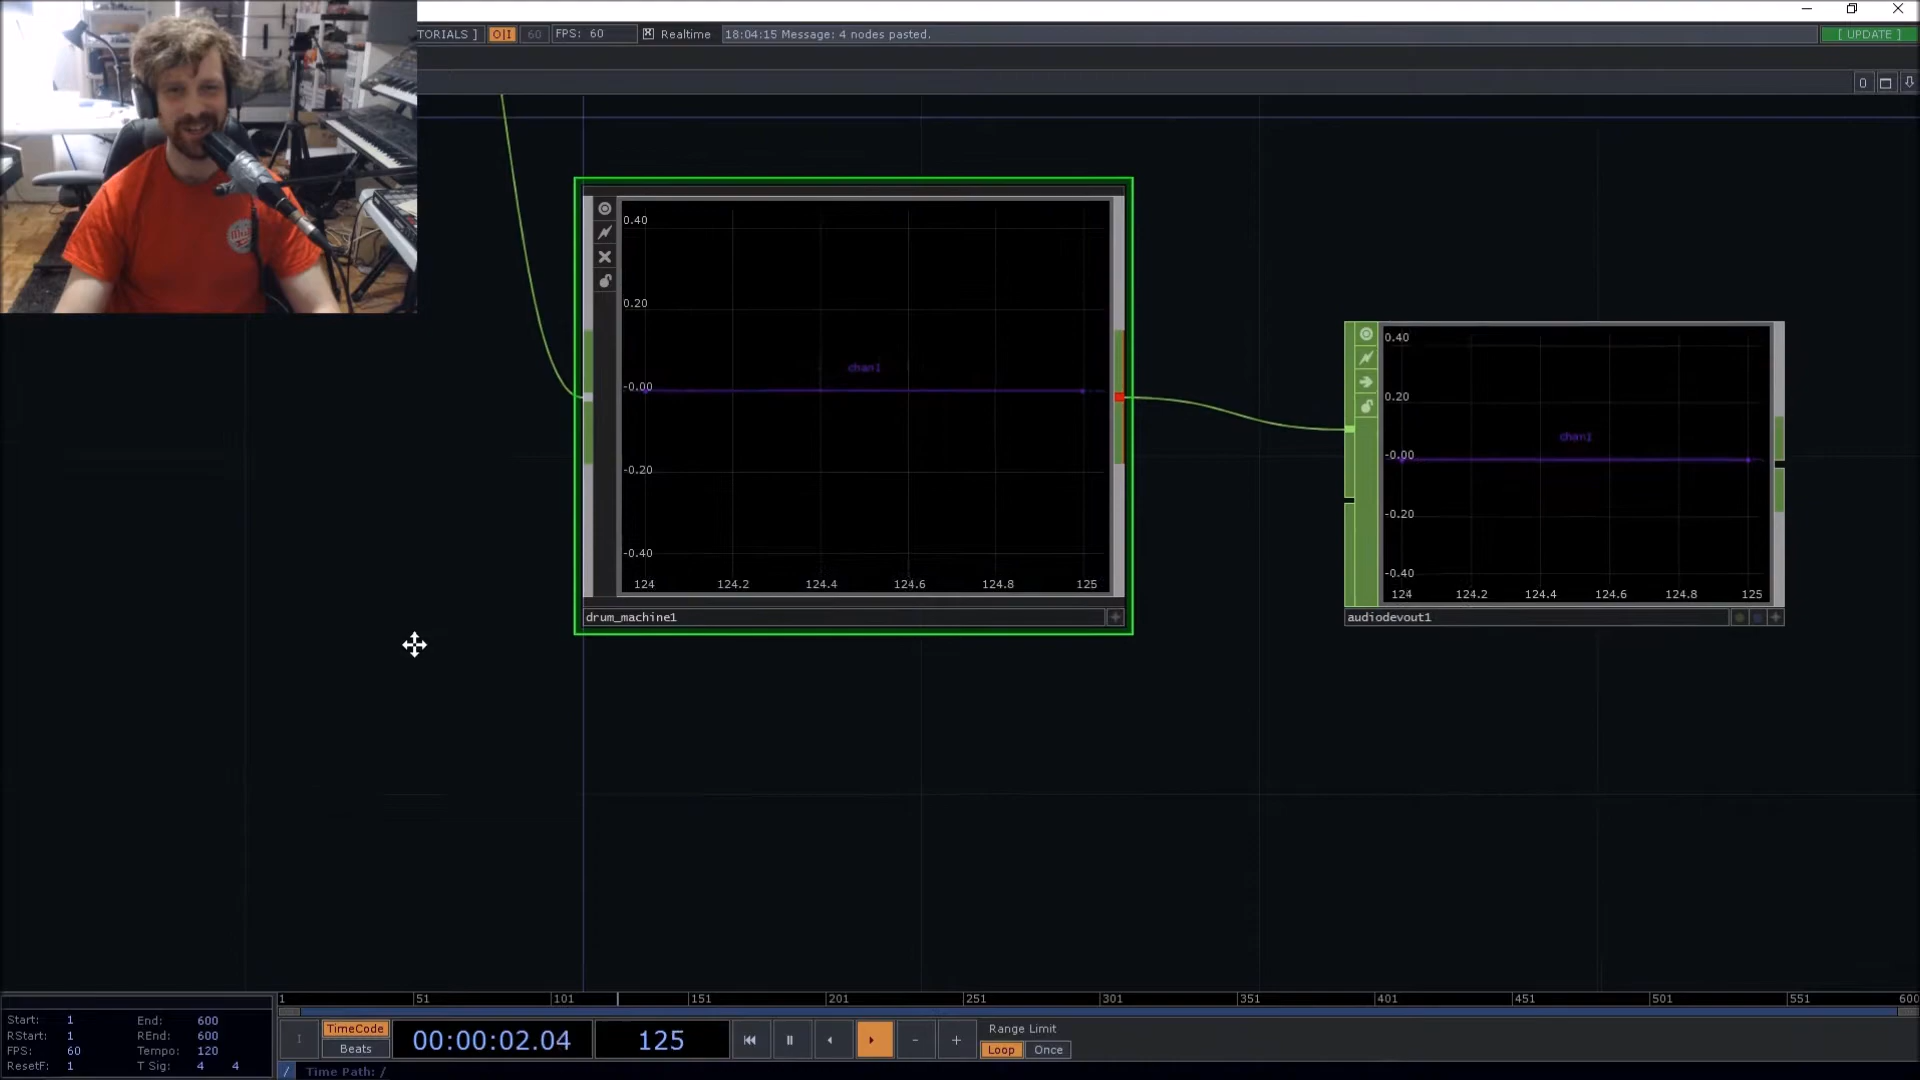 TORIALS ] O|I 60 FPS: 60 Realtime 18:04:15 Message: 4 nodes pasted. [ UPDATE ]
0
0.40
0.20
chan1
-0.00
-0.20
-0.40
124 124.2 124.4 124.6 124.8 125
drum_machine1
0.40
0.20
chan1
-0.00
-0.20
-0.40
124 124.2 124.4 124.6 124.8 125
audiodevout1
1 51 101 151 201 251 301 351 401 451 501 551 600
Start: 1 End: 600
RStart: 1 REnd: 600
FPS: 60 Tempo: 120
ResetF: 1 T Sig: 4 4
I
TimeCode
Beats
00:00:02.04
125
- +
Range Limit
Loop Once
/ Time Path: /